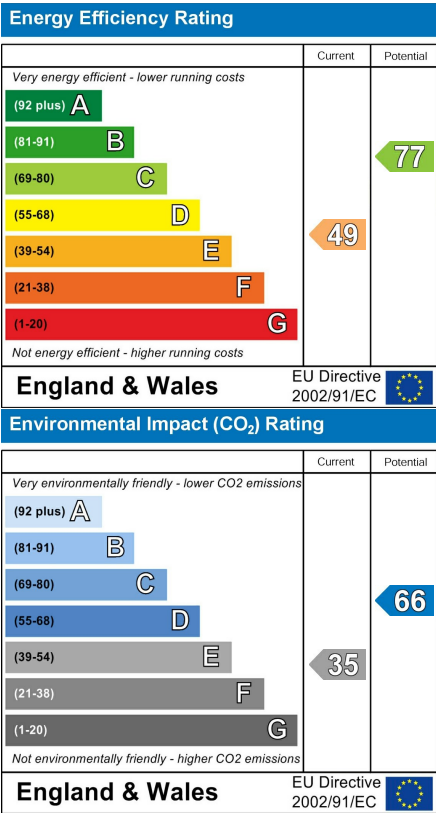 Energy Efficiency Rating
Current Potential
Very energy efficient - lower running costs
(92 plus) A
(81-91) B
(69-80) C
(55-68) D
(39-54) E
(21-38) F
(1-20) G
49
77
Not energy efficient - higher running costs
England & Wales
EU Directive
2002/91/EC
Environmental Impact (CO₂) Rating
Current Potential
Very environmentally friendly - lower CO2 emissions
(92 plus) A
(81-91) B
(69-80) C
(55-68) D
(39-54) E
(21-38) F
(1-20) G
35
66
Not environmentally friendly - higher CO2 emissions
England & Wales
EU Directive
2002/91/EC